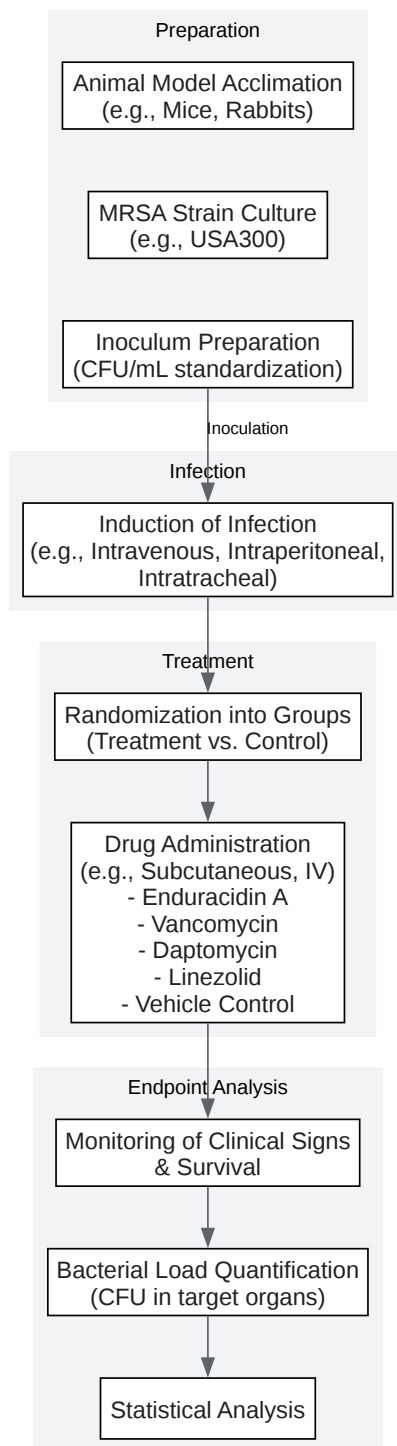 Preparation
Animal Model Acclimation
(e.g., Mice, Rabbits)
MRSA Strain Culture
(e.g., USA300)
Inoculum Preparation
(CFU/mL standardization)
Inoculation
Infection
Induction of Infection
(e.g., Intravenous, Intraperitoneal,
Intratracheal)
Treatment
Randomization into Groups
(Treatment vs. Control)
Drug Administration
(e.g., Subcutaneous, IV)
- Enduracidin A
- Vancomycin
- Daptomycin
- Linezolid
- Vehicle Control
Endpoint Analysis
Monitoring of Clinical Signs
& Survival
Bacterial Load Quantification
(CFU in target organs)
Statistical Analysis